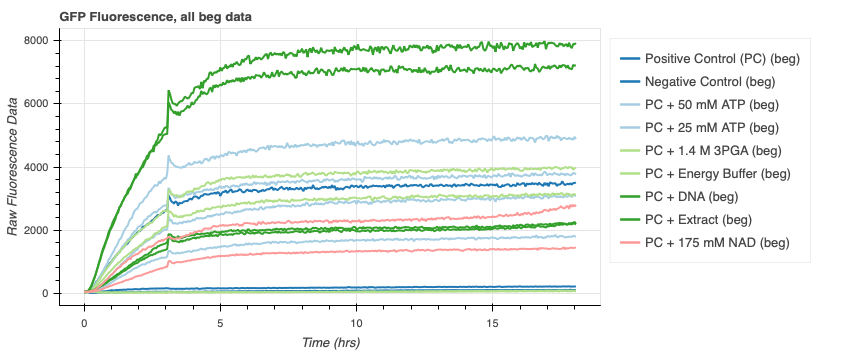 GFP Fluorescence, all beg data
8000
6000
4000
2000
0
Raw Fluorescence Data
0 5 10 15
Time (hrs)
Positive Control (PC) (beg)
Negative Control (beg)
PC + 50 mM ATP (beg)
PC + 25 mM ATP (beg)
PC + 1.4 M 3PGA (beg)
PC + Energy Buffer (beg)
PC + DNA (beg)
PC + Extract (beg)
PC + 175 mM NAD (beg)